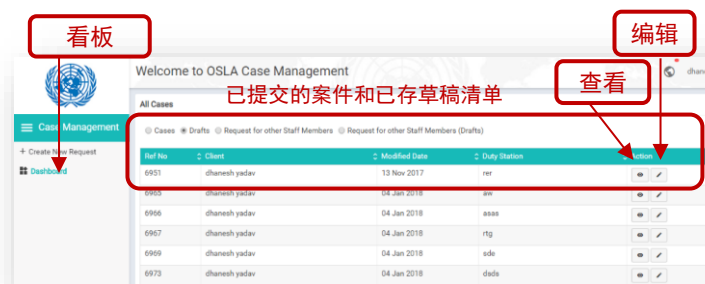 看板
编辑
Welcome to OSLA Case Management
dhane
查看
All Cases
已提交的案件和已存草稿清单
Case Management
Cases Drafts Request for other Staff Members Request for other Staff Members (Drafts)
+ Create New Request
Dashboard
Ref No Client Modified Date Duty Station Action
6951 dhanesh yadav 13 Nov 2017 rer
6965 dhanesh yadav 04 Jan 2018 aw
6966 dhanesh yadav 04 Jan 2018 asas
6967 dhanesh yadav 04 Jan 2018 rtg
6969 dhanesh yadav 04 Jan 2018 sde
6973 dhanesh yadav 04 Jan 2018 dsds